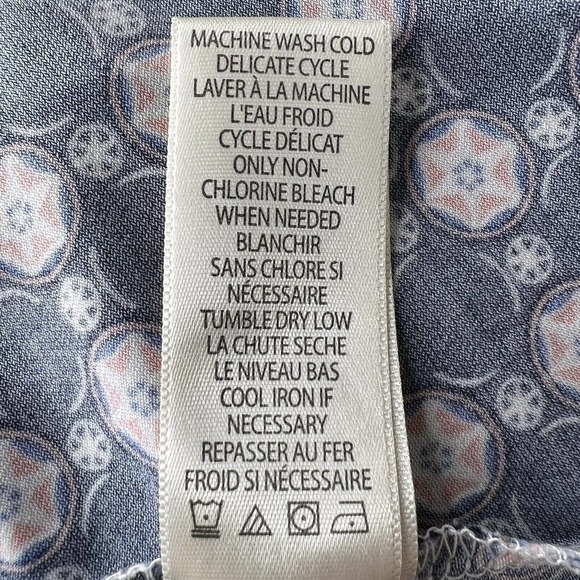 MACHINE WASH COLD
DELICATE CYCLE
LAVER À LA MACHINE
L'EAU FROID
CYCLE DÉLICAT
ONLY NON-
CHLORINE BLEACH
WHEN NEEDED
BLANCHIR
SANS CHLORE SI
NÉCESSAIRE
TUMBLE DRY LOW
LA CHUTE SECHE
LE NIVEAU BAS
COOL IRON IF
NECESSARY
REPASSER AU FER
FROID SI NÉCESSAIRE